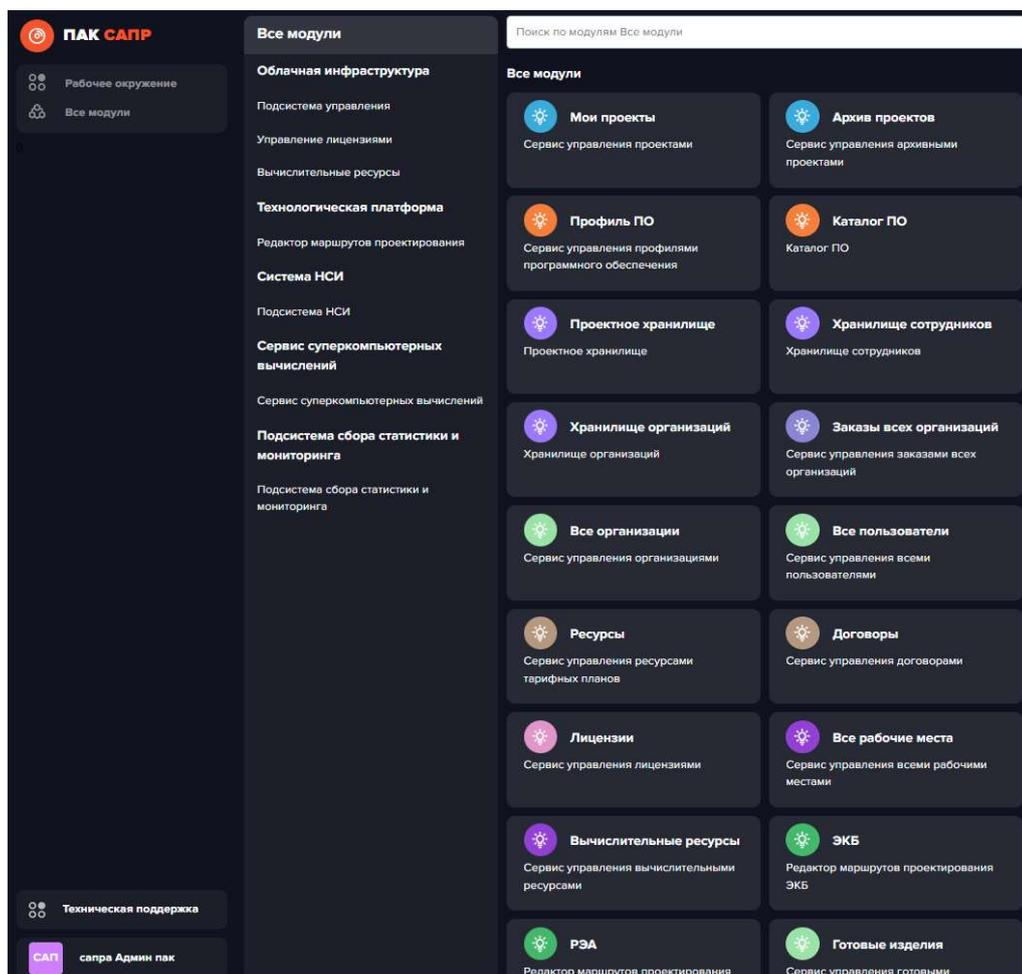 ПАК САПР
Рабочее окружение
Все модули
Техническая поддержка
САП
сапра Админ пак
Все модули
Облачная инфраструктура
Подсистема управления
Управление лицензиями
Вычислительные ресурсы
Технологическая платформа
Редактор маршрутов проектирования
Система НСИ
Подсистема НСИ
Сервис суперкомпьютерных
вычислений
Сервис суперкомпьютерных вычислений
Подсистема сбора статистики и
мониторинга
Подсистема сбора статистики и
мониторинга
Поиск по модулям Все модули
Все модули
Мои проекты
Сервис управления проектами
Архив проектов
Сервис управления архивными
проектами
Профиль ПО
Сервис управления профилями
программного обеспечения
Каталог ПО
Каталог ПО
Проектное хранилище
Проектное хранилище
Хранилище сотрудников
Хранилище сотрудников
Хранилище организаций
Хранилище организаций
Заказы всех организаций
Сервис управления заказами всех
организаций
Все организации
Сервис управления организациями
Все пользователи
Сервис управления всеми
пользователями
Ресурсы
Сервис управления ресурсами
тарифных планов
Договоры
Сервис управления договорами
Лицензии
Сервис управления лицензиями
Все рабочие места
Сервис управления всеми рабочими
местами
Вычислительные ресурсы
Сервис управления вычислительными
ресурсами
ЭКБ
Редактор маршрутов проектирования
ЭКБ
РЭА
Редактор маршрутов проектирования
Готовые изделия
Сервис управления готовыми